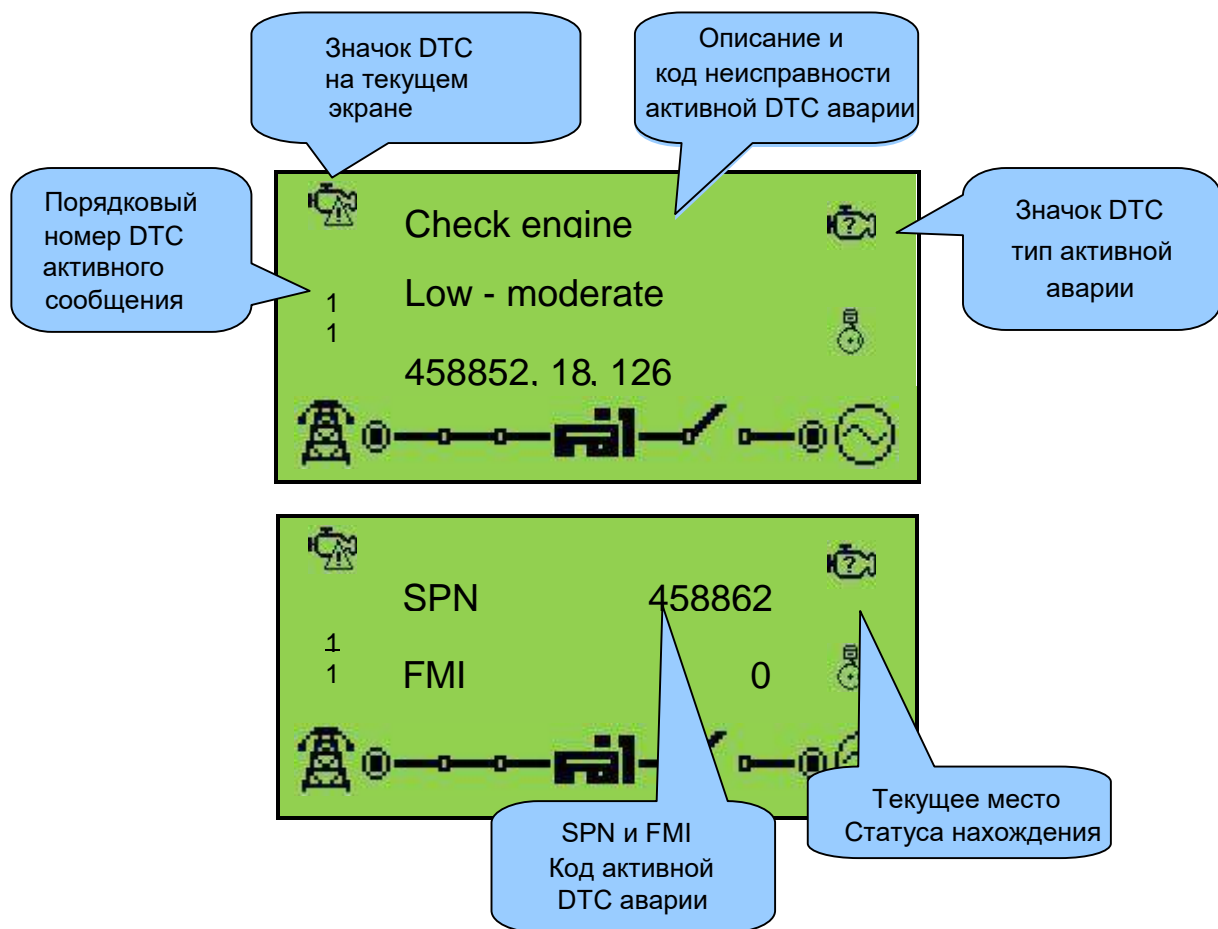 Значок DTC
на текущем
экране
Описание и
код неисправности
активной DTC аварии
Порядковый
номер DTC
активного
сообщения
Значок DTC
тип активной
аварии
Check engine
Low - moderate
1
1
458852, 18, 126
SPN 458862
1
FMI 0
1
SPN и FMI
Код активной
DTC аварии
Текущее место
Статуса нахождения